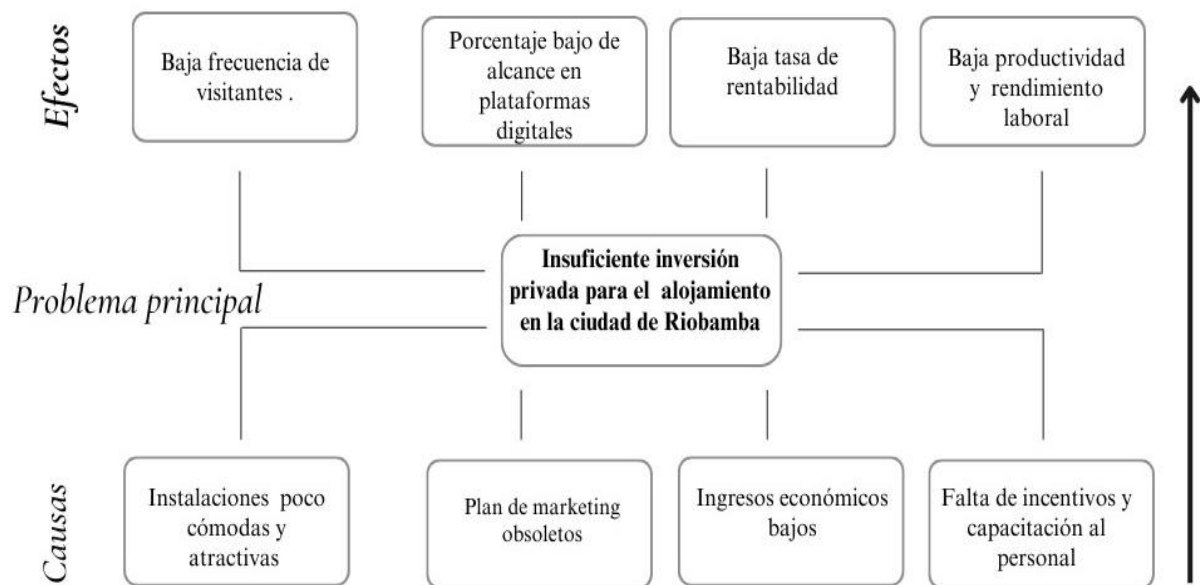 Efectos
Baja frecuencia de
visitantes .
Porcentaje bajo de
alcance en
plataformas
digitales
Baja tasa de
rentabilidad
Baja productividad
y rendimiento
laboral
Problema principal
Insuficiente inversión
privada para el alojamiento
en la ciudad de Riobamba
Causas
Instalaciones poco
cómodas y
atractivas
Plan de marketing
obsoletos
Ingresos económicos
bajos
Falta de incentivos y
capacitación al
personal